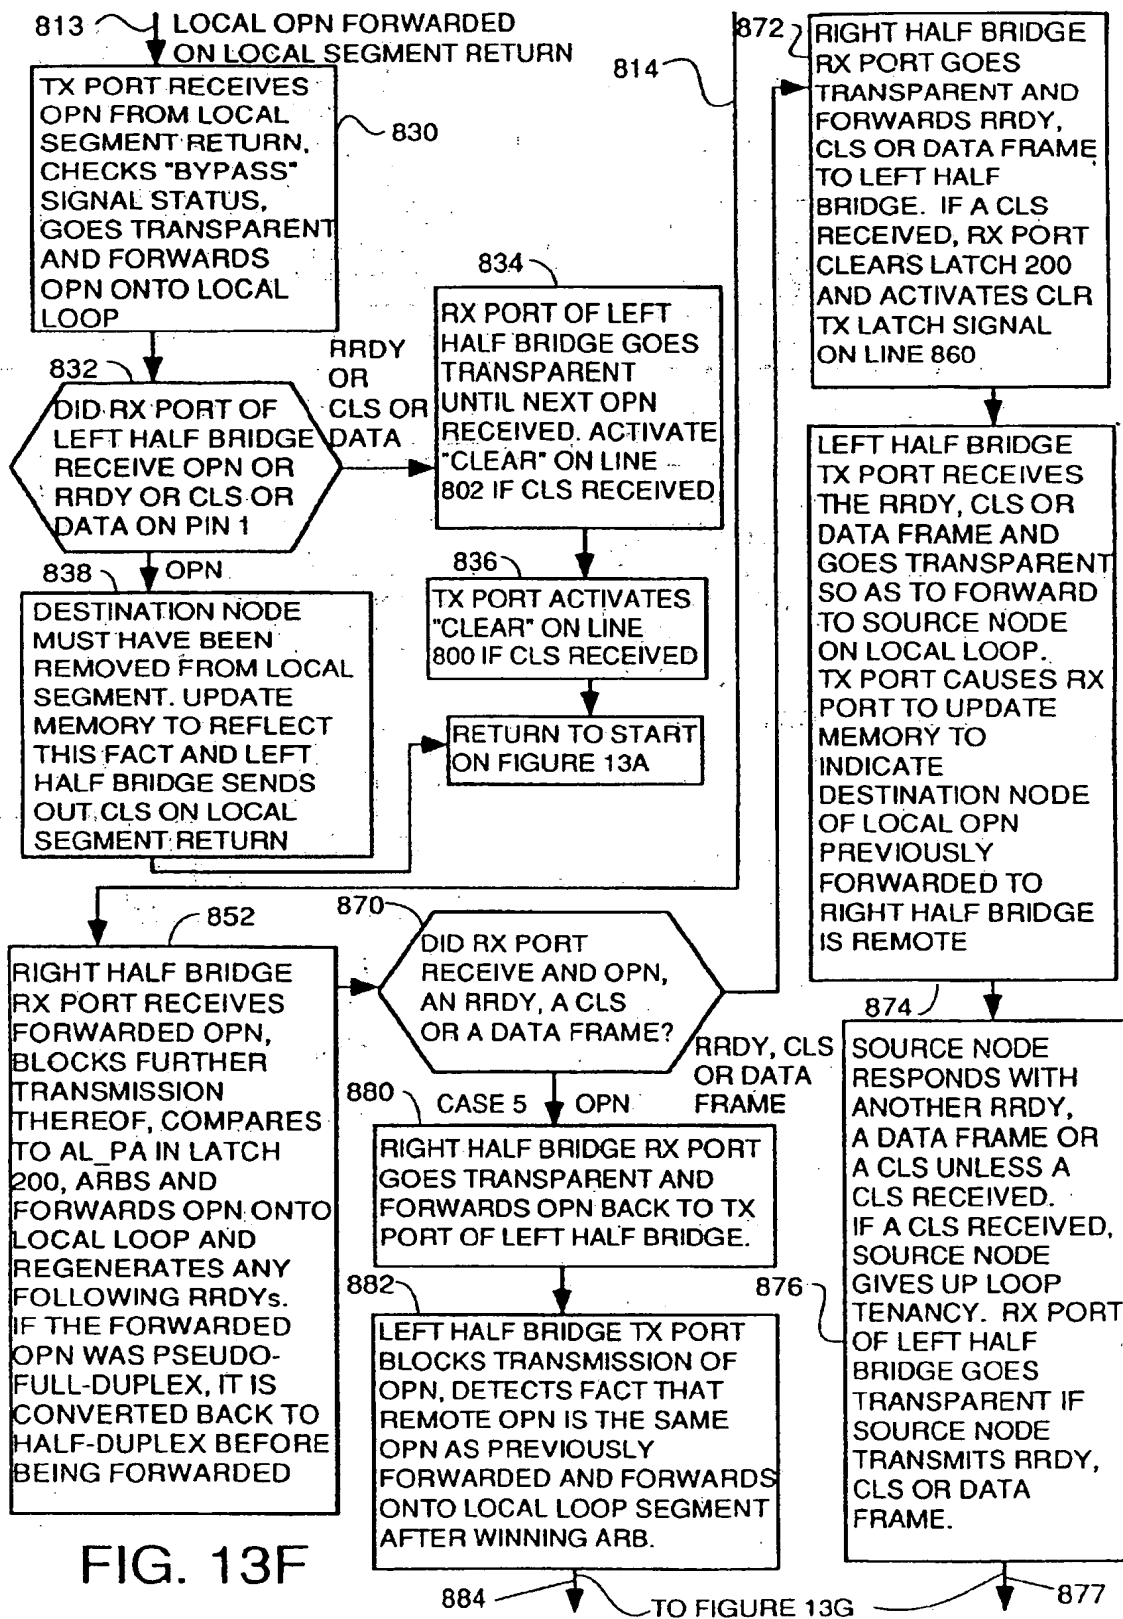 813
LOCAL OPN FORWARDED
ON LOCAL SEGMENT RETURN
TX PORT RECEIVES
OPN FROM LOCAL
SEGMENT RETURN,
CHECKS "BYPASS"
SIGNAL STATUS,
GOES TRANSPARENT
AND FORWARDS
OPN ONTO LOCAL
LOOP
830
832
DID RX PORT OF
LEFT HALF BRIDGE
RECEIVE OPN OR
RRDY OR CLS OR
DATA ON PIN 1
RRDY
OR
CLS OR
DATA
834
RX PORT OF LEFT
HALF BRIDGE GOES
TRANSPARENT
UNTIL NEXT OPN
RECEIVED. ACTIVATE
"CLEAR" ON LINE
802 IF CLS RECEIVED
836
TX PORT ACTIVATES
"CLEAR" ON LINE
800 IF CLS RECEIVED
RETURN TO START
ON FIGURE 13A
838
OPN
DESTINATION NODE
MUST HAVE BEEN
REMOVED FROM LOCAL
SEGMENT. UPDATE
MEMORY TO REFLECT
THIS FACT AND LEFT
HALF BRIDGE SENDS
OUT CLS ON LOCAL
SEGMENT RETURN
814
852
RIGHT HALF BRIDGE
RX PORT RECEIVES
FORWARDED OPN,
BLOCKS FURTHER
TRANSMISSION
THEREOF, COMPARES
TO AL_PA IN LATCH
200, ARBS AND
FORWARDS OPN ONTO
LOCAL LOOP AND
REGENERATES ANY
FOLLOWING RRDYs.
IF THE FORWARDED
OPN WAS PSEUDO-
FULL-DUPLEX, IT IS
CONVERTED BACK TO
HALF-DUPLEX BEFORE
BEING FORWARDED
870
DID RX PORT
RECEIVE AND OPN,
AN RRDY, A CLS
OR A DATA FRAME?
RRDY, CLS
OR DATA
FRAME
CASE 5
OPN
880
RIGHT HALF BRIDGE RX PORT
GOES TRANSPARENT AND
FORWARDS OPN BACK TO TX
PORT OF LEFT HALF BRIDGE.
882
LEFT HALF BRIDGE TX PORT
BLOCKS TRANSMISSION OF
OPN, DETECTS FACT THAT
REMOTE OPN IS THE SAME
OPN AS PREVIOUSLY
FORWARDED AND FORWARDS
ONTO LOCAL LOOP SEGMENT
AFTER WINNING ARB.
884
872
RIGHT HALF BRIDGE
RX PORT GOES
TRANSPARENT AND
FORWARDS RRDY,
CLS OR DATA FRAME
TO LEFT HALF
BRIDGE. IF A CLS
RECEIVED, RX PORT
CLEARS LATCH 200
AND ACTIVATES CLR
TX LATCH SIGNAL
ON LINE 860
LEFT HALF BRIDGE
TX PORT RECEIVES
THE RRDY, CLS OR
DATA FRAME AND
GOES TRANSPARENT
SO AS TO FORWARD
TO SOURCE NODE
ON LOCAL LOOP.
TX PORT CAUSES RX
PORT TO UPDATE
MEMORY TO
INDICATE
DESTINATION NODE
OF LOCAL OPN
PREVIOUSLY
FORWARDED TO
RIGHT HALF BRIDGE
IS REMOTE
874
SOURCE NODE
RESPONDS WITH
ANOTHER RRDY,
A DATA FRAME OR
A CLS UNLESS A
CLS RECEIVED.
IF A CLS RECEIVED,
SOURCE NODE
GIVES UP LOOP
TENANCY. RX PORT
OF LEFT HALF
BRIDGE GOES
TRANSPARENT IF
SOURCE NODE
TRANSMITS RRDY,
CLS OR DATA
FRAME.
876
877
TO FIGURE 13G
FIG. 13F